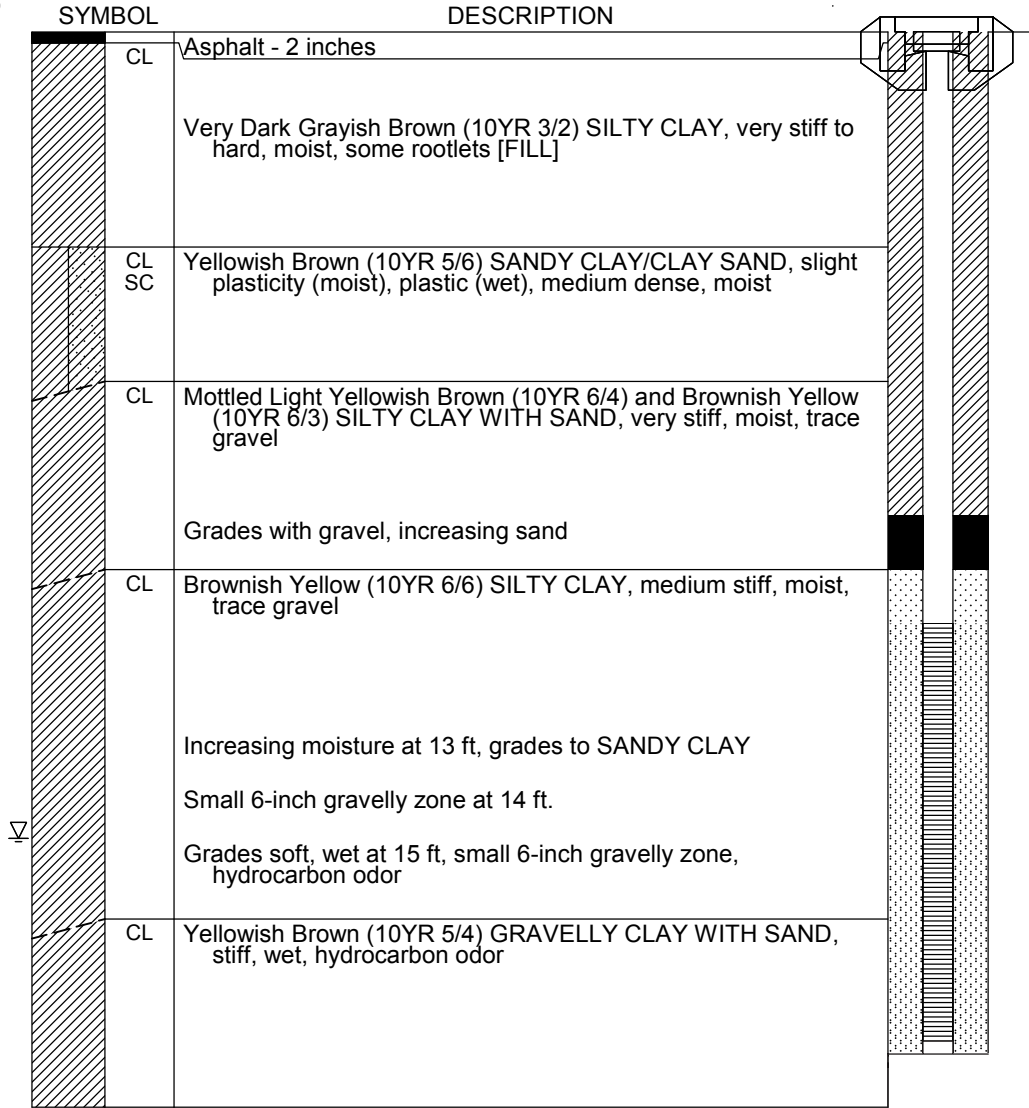 SYMBOL DESCRIPTION
CL Asphalt - 2 inches
Very Dark Grayish Brown (10YR 3/2) SILTY CLAY, very stiff to
hard, moist, some rootlets [FILL]
CL Yellowish Brown (10YR 5/6) SANDY CLAY/CLAY SAND, slight
SC plasticity (moist), plastic (wet), medium dense, moist
CL Mottled Light Yellowish Brown (10YR 6/4) and Brownish Yellow
(10YR 6/3) SILTY CLAY WITH SAND, very stiff, moist, trace
gravel
Grades with gravel, increasing sand
CL Brownish Yellow (10YR 6/6) SILTY CLAY, medium stiff, moist,
trace gravel
Increasing moisture at 13 ft, grades to SANDY CLAY
Small 6-inch gravelly zone at 14 ft.
Grades soft, wet at 15 ft, small 6-inch gravelly zone,
hydrocarbon odor
CL Yellowish Brown (10YR 5/4) GRAVELLY CLAY WITH SAND,
stiff, wet, hydrocarbon odor